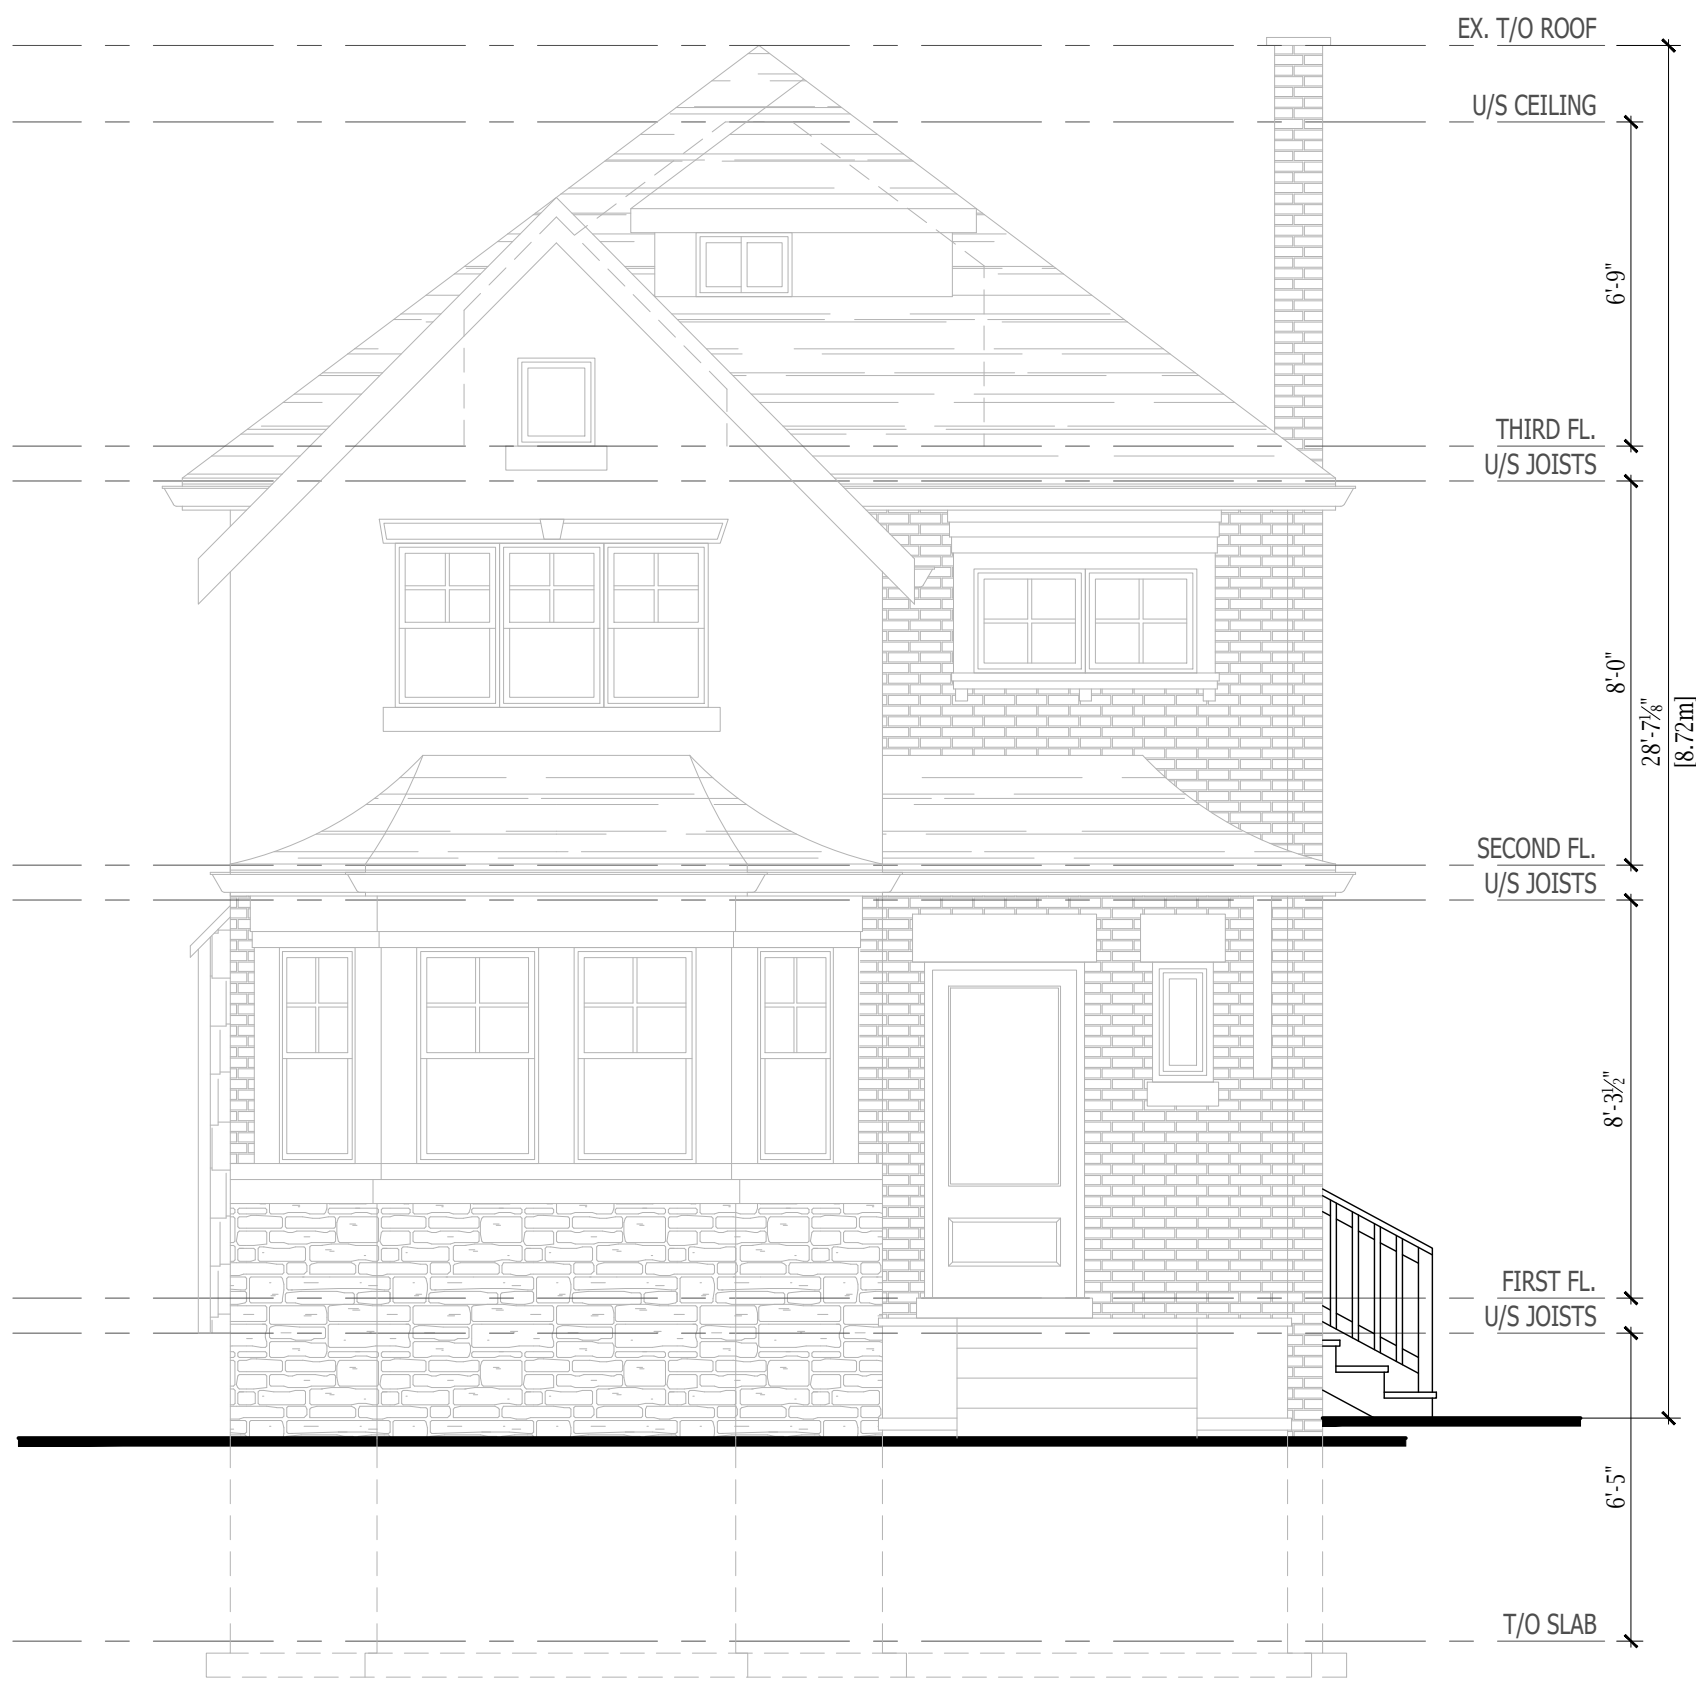 EX. T/O ROOF
U/S CEILING
6'-9"
THIRD FL.
U/S JOISTS
8'-0"
28'-7⅛"
[8.72m]
SECOND FL.
U/S JOISTS
8'-3½"
FIRST FL.
U/S JOISTS
6'-5"
T/O SLAB